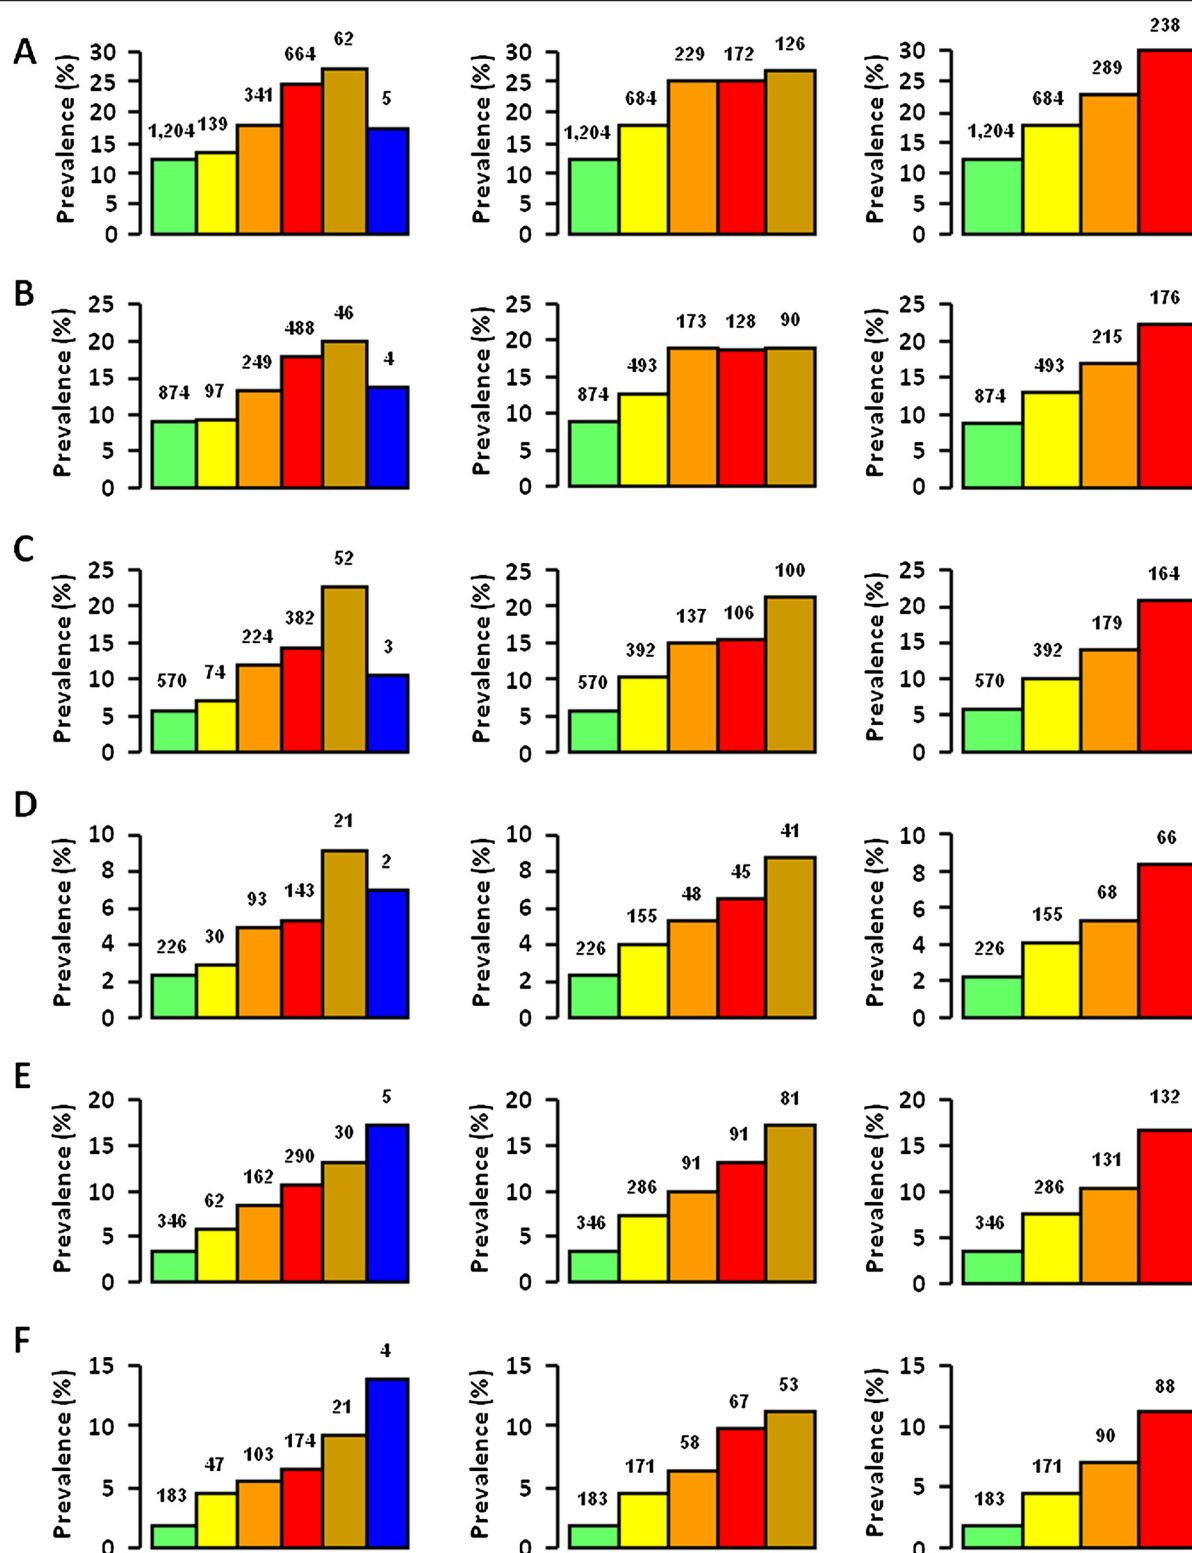 A
Prevalence (%)
30
25
20
15
10
5
0
1,204 139 341 664 62 5
Prevalence (%)
30
25
20
15
10
5
0
1,204 684 229 172 126
Prevalence (%)
30
25
20
15
10
5
0
1,204 684 289 238
B
Prevalence (%)
25
20
15
10
5
0
874 97 249 488 46 4
Prevalence (%)
25
20
15
10
5
0
874 493 173 128 90
Prevalence (%)
25
20
15
10
5
0
874 493 215 176
C
Prevalence (%)
25
20
15
10
5
0
570 74 224 382 52 3
Prevalence (%)
25
20
15
10
5
0
570 392 137 106 100
Prevalence (%)
25
20
15
10
5
0
570 392 179 164
D
Prevalence (%)
10
8
6
4
2
0
226 30 93 143 21 2
Prevalence (%)
10
8
6
4
2
0
226 155 48 45 41
Prevalence (%)
10
8
6
4
2
0
226 155 68 66
E
Prevalence (%)
20
15
10
5
0
346 62 162 290 30 5
Prevalence (%)
20
15
10
5
0
346 286 91 91 81
Prevalence (%)
20
15
10
5
0
346 286 131 132
F
Prevalence (%)
15
10
5
0
183 47 103 174 21 4
Prevalence (%)
15
10
5
0
183 171 58 67 53
Prevalence (%)
15
10
5
0
183 171 90 88